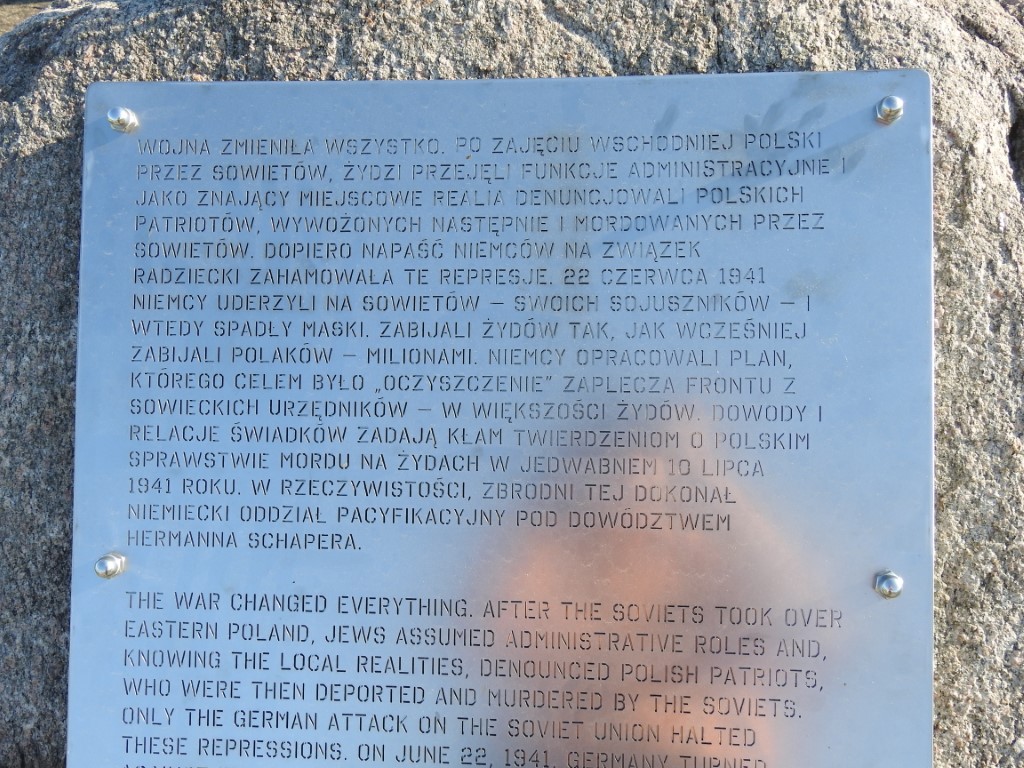 WOJNA ZMIENIŁA WSZYSTKO. PO ZAJĘCIU WSCHODNIEJ POLSKI
PRZEZ SOWIETÓW, ŻYDZI PRZEJĘLI FUNKCJE ADMINISTRACYJNE I
JAKO ZNAJĄCY MIEJSCOWE REALIA DENUNCJOWALI POLSKICH
PATRIOTÓW, WYWOŻONYCH NASTĘPNIE I MORDOWANYCH PRZEZ
SOWIETÓW. DOPIERO NAPAŚĆ NIEMCÓW NA ZWIĄZEK
RADZIECKI ZAHAMOWAŁA TE REPRESJE. 22 CZERWCA 1941
NIEMCY UDERZYLI NA SOWIETÓW – SWOICH SOJUSZNIKÓW – I
WTEDY SPADŁY MASKI. ZABIJALI ŻYDÓW TAK, JAK WCZEŚNIEJ
ZABIJALI POLAKÓW – MILIONAMI. NIEMCY OPRACOWALI PLAN,
KTÓREGO CELEM BYŁO „OCZYSZCZENIE” ZAPLECZA FRONTU Z
SOWIECKICH URZĘDNIKÓW – W WIĘKSZOŚCI ŻYDÓW. DOWODY I
RELACJE ŚWIADKÓW ZADAJĄ KŁAM TWIERDZENIOM O POLSKIM
SPRAWSTWIE MORDU NA ŻYDACH W JEDWABNEM 10 LIPCA
1941 ROKU. W RZECZYWISTOŚCI, ZBRODNI TEJ DOKONAŁ
NIEMIECKI ODDZIAŁ PACYFIKACYJNY POD DOWÓDZTWEM
HERMANNA SCHAPERA.
THE WAR CHANGED EVERYTHING. AFTER THE SOVIETS TOOK OVER
EASTERN POLAND, JEWS ASSUMED ADMINISTRATIVE ROLES AND,
KNOWING THE LOCAL REALITIES, DENOUNCED POLISH PATRIOTS,
WHO WERE THEN DEPORTED AND MURDERED BY THE SOVIETS.
ONLY THE GERMAN ATTACK ON THE SOVIET UNION HALTED
THESE REPRESSIONS. ON JUNE 22, 1941, GERMANY TURNED